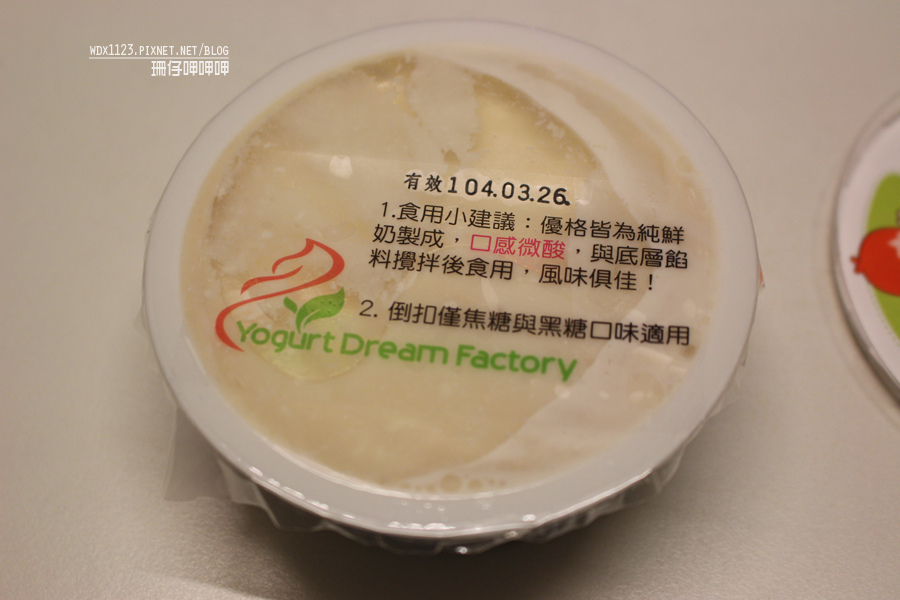 WDX1123.PIXNET.NET/BLOG
珊仔呷呷呷
有效104.03.26.
1.食用小建議：優格皆為純鮮
奶製成，口感微酸，與底層餡
料攪拌後食用，風味俱佳！
2. 倒扣僅焦糖與黑糖口味適用
Yogurt Dream Factory